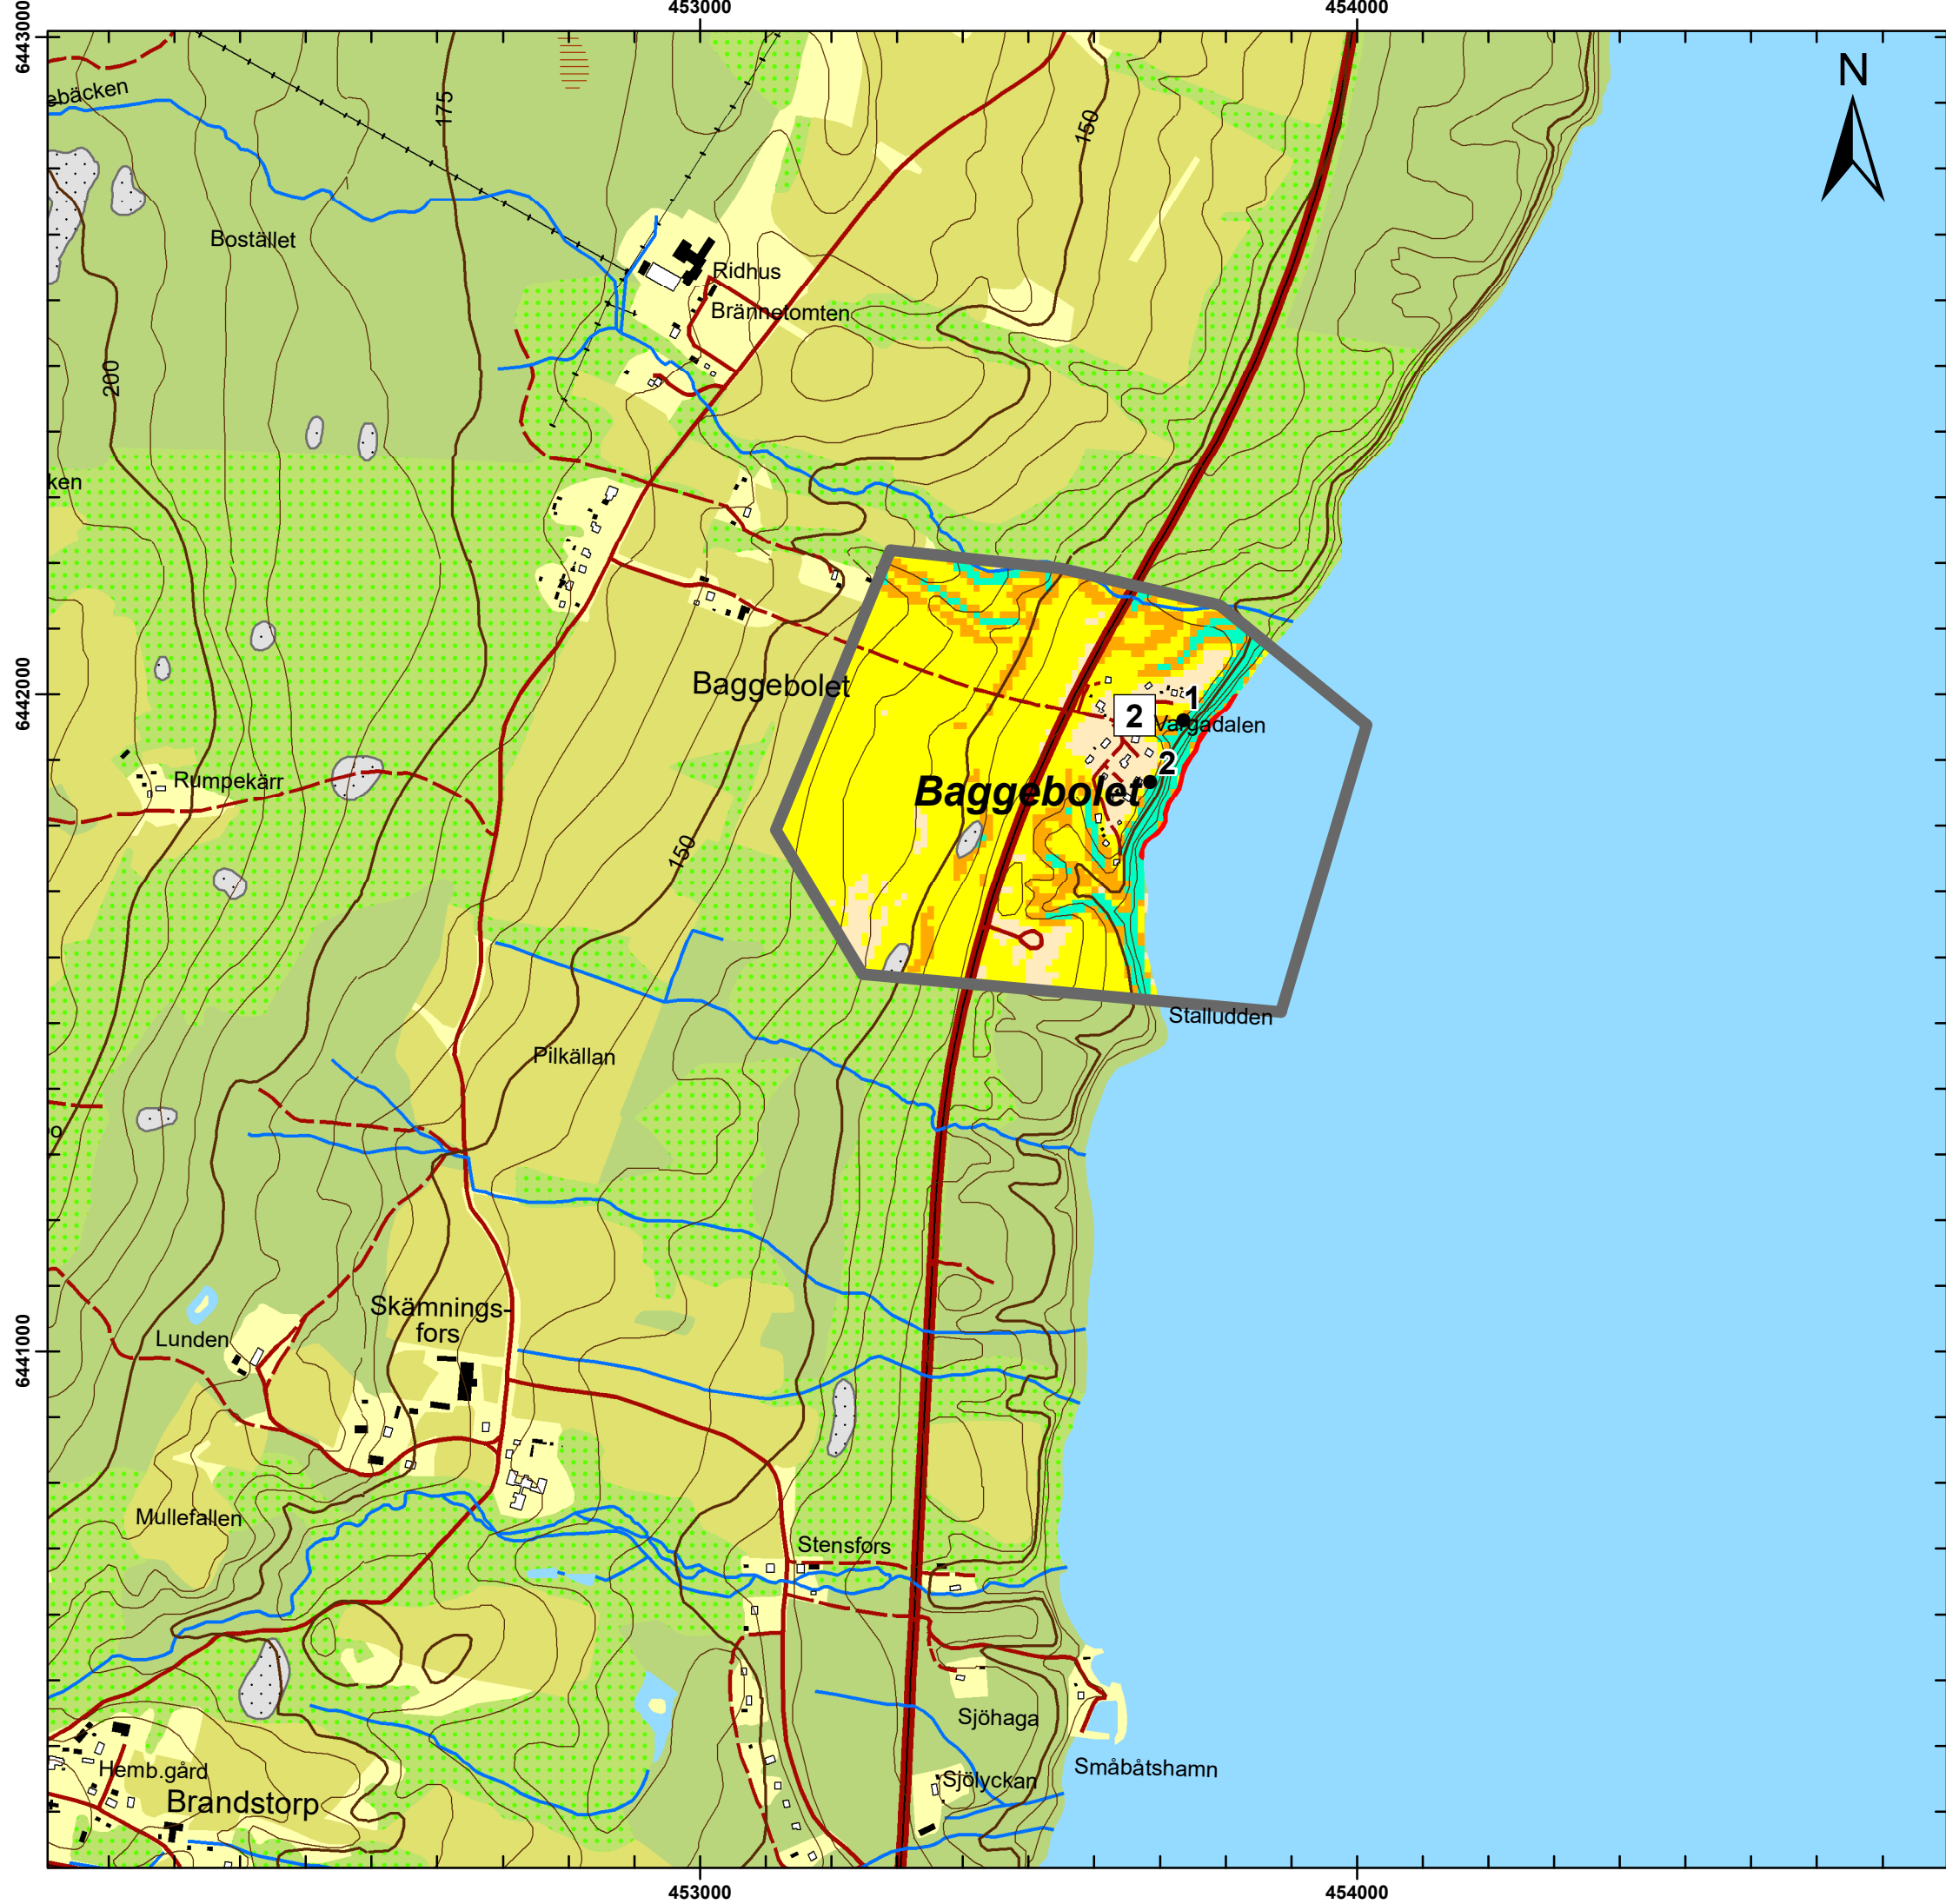 453000
454000
6443000
N
ebäcken
175
150
Bostället
Ridhus
Brännetomten
200
ken
6442000
Baggebolet
1
2
Vargadalen
2
Baggebolet
Rumpekärr
150
Stalludden
Pilkällan
o
Skämnings-
fors
Lunden
6441000
Mullefallen
Stensfors
Sjöhaga
Småbåtshamn
Sjölyckan
Hemb.gård
Brandstorp
453000
454000